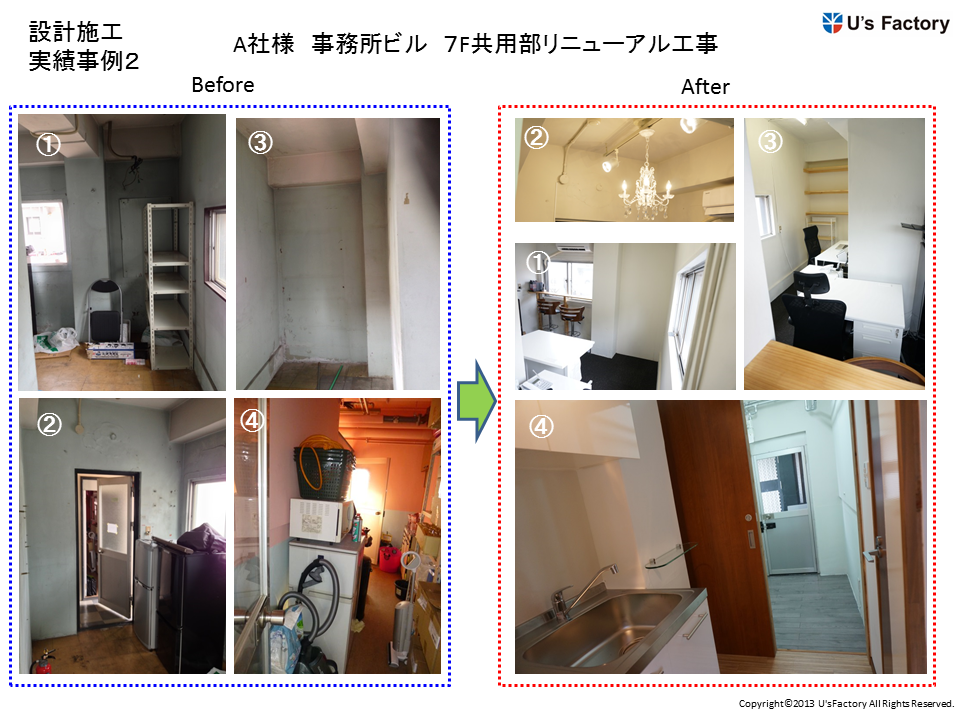 設計施工
実績事例２
A社様　事務所ビル　７F共用部リニューアル工事
U's Factory
Before
After
①
③
②
④
②
③
①
④
Copyright©2013 U'sFactory All Rights Reserved.